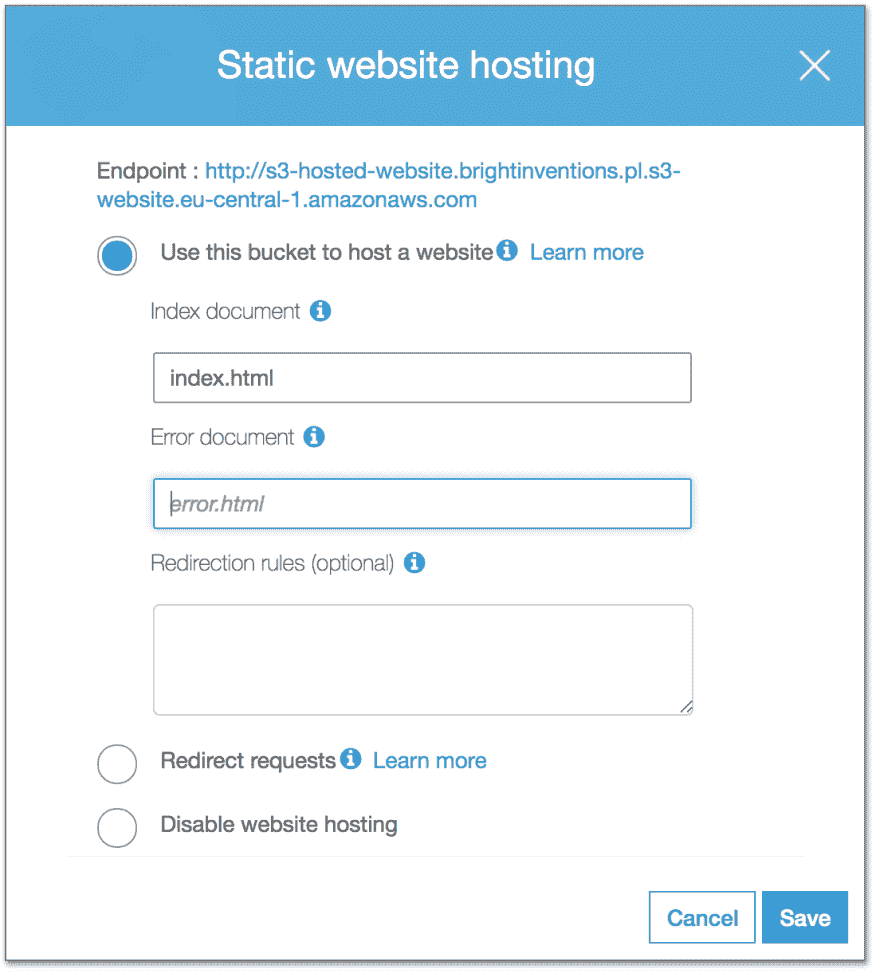 Static website hosting
Endpoint : http://s3-hosted-website.brightinventions.pl.s3-
website.eu-central-1.amazonaws.com
Use this bucket to host a website Learn more
Index document
index.html
Error document
error.html
Redirection rules (optional)
Redirect requests Learn more
Disable website hosting
Cancel Save